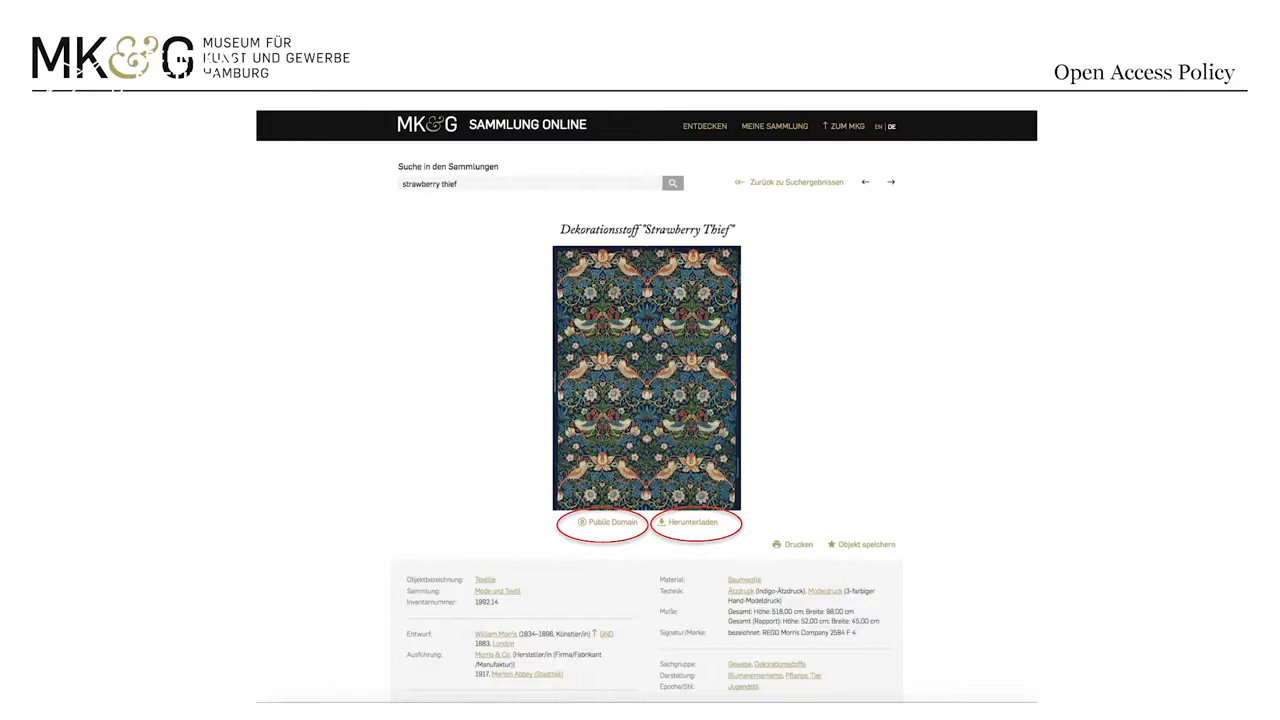 MK&G
MUSEUM FÜR
KUNST UND GEWERBE
HAMBURG
Open Access Policy
MK&G SAMMLUNG ONLINE
ENTDECKEN MEINE SAMMLUNG ↑ ZUM MKG EN | DE
Suche in den Sammlungen
strawberry thief
Zurück zu Suchergebnissen ← →
Dekorationsstoff "Strawberry Thief"
Public Domain Herunterladen
Drucken Objekt speichern
Objektbezeichnung: Textilie
Sammlung: Mode und Textil
Inventarnummer: 1992.14
Entwurf: William Morris (1834-1896, Künstler/in) ↑ GND
1883, London
Ausführung: Morris & Co. (Hersteller/in (Firma/Fabrikant
/Manufaktur))
1917, Merton Abbey (Stadtteil)
Material: Baumwolle
Technik: Ätzdruck (Indigo-Ätzdruck), Modeldruck (3-farbiger
Hand-Modeldruck)
Maße: Gesamt: Höhe: 518,00 cm; Breite: 98,00 cm
Gesamt (Rapport): Höhe: 52,00 cm; Breite: 45,00 cm
Signatur/Marke: bezeichnet: REGD Morris Company 2584 F 4
Sachgruppe: Gewebe, Dekorationsstoffe
Darstellung: Blumenornamente, Pflanze, Tier
Epoche/Stil: Jugendstil